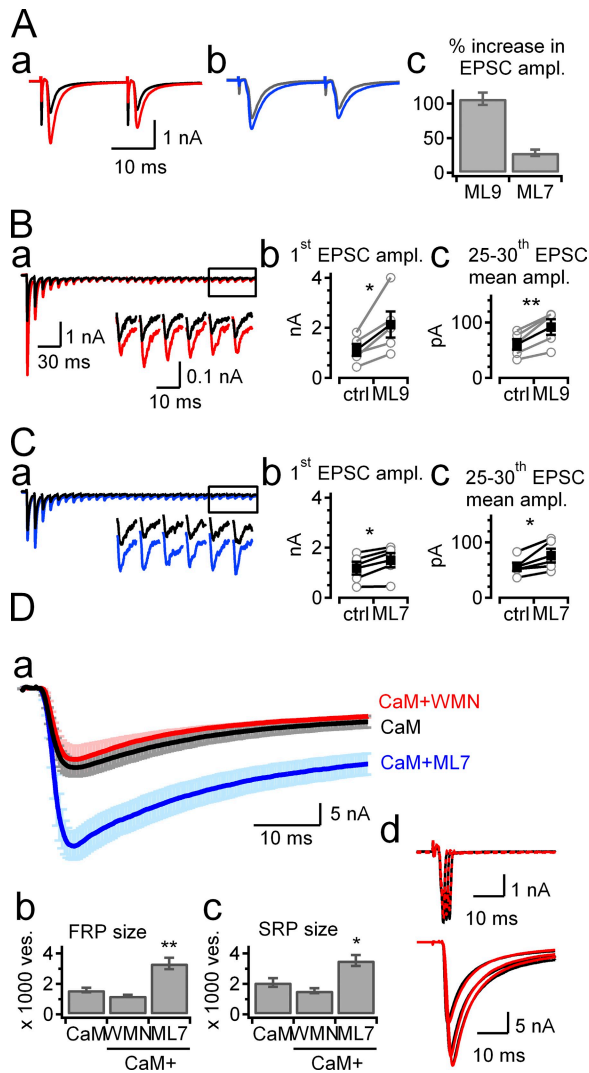 A
a
b
c
% increase in
EPSC ampl.
1 nA
10 ms
100
50
0
ML9 ML7
B
a
b
1st EPSC ampl.
c
25-30th EPSC
mean ampl.
1 nA
30 ms
0.1 nA
10 ms
nA
4
2
0
*
ctrl ML9
pA
100
0
**
ctrl ML9
C
a
b
1st EPSC ampl.
c
25-30th EPSC
mean ampl.
nA
4
2
0
*
ctrl ML7
pA
100
0
*
ctrl ML7
D
a
CaM+WMN
CaM
CaM+ML7
5 nA
10 ms
b
FRP size
x 1000 ves.
4
2
0
**
CaM WMN ML7
CaM+
c
SRP size
x 1000 ves.
4
2
0
*
CaM WMN ML7
CaM+
d
1 nA
10 ms
5 nA
10 ms